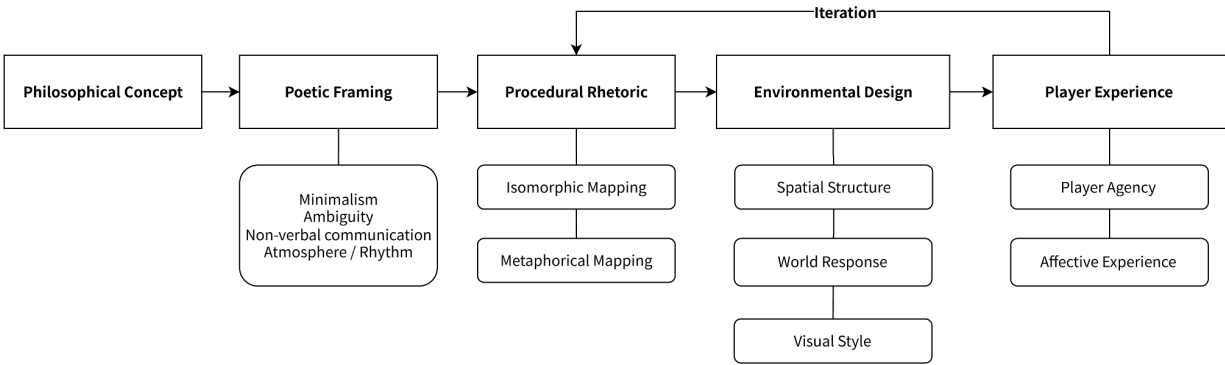 Iteration
Philosophical Concept
Poetic Framing
Procedural Rhetoric
Environmental Design
Player Experience
Minimalism
Ambiguity
Non-verbal communication
Atmosphere / Rhythm
Isomorphic Mapping
Metaphorical Mapping
Spatial Structure
World Response
Visual Style
Player Agency
Affective Experience